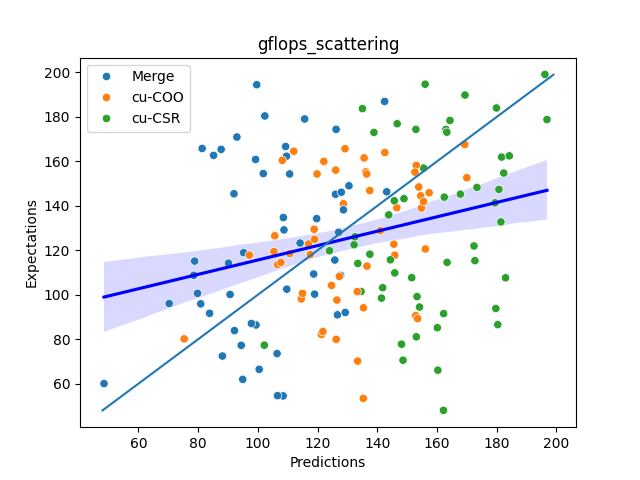 gflops_scattering
Merge
cu-COO
cu-CSR
200
180
160
140
120
100
80
60
Expectations
60 80 100 120 140 160 180 200
Predictions